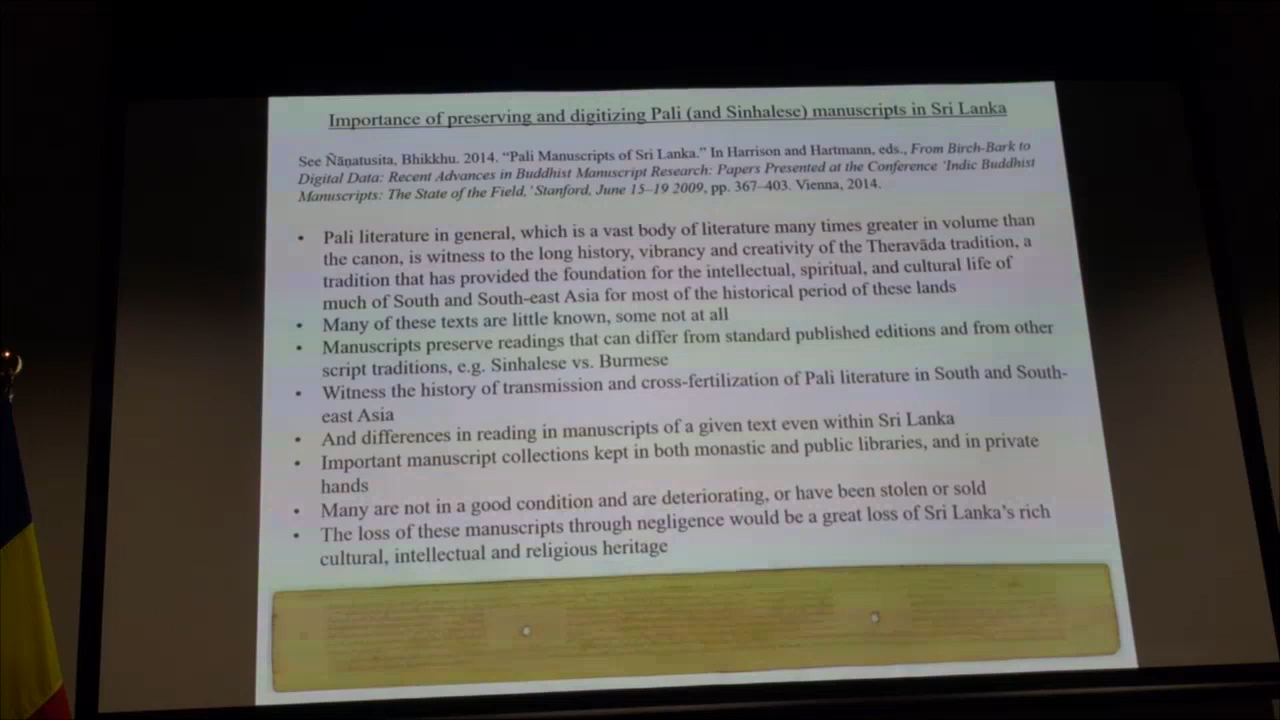 Importance of preserving and digitizing Pali (and Sinhalese) manuscripts in Sri Lanka
See Ñāṇatusita, Bhikkhu. 2014. “Pali Manuscripts of Sri Lanka.” In Harrison and Hartmann, eds., From Birch-Bark to
Digital Data: Recent Advances in Buddhist Manuscript Research: Papers Presented at the Conference ‘Indic Buddhist
Manuscripts: The State of the Field, ’Stanford, June 15–19 2009, pp. 367–403. Vienna, 2014.
• Pali literature in general, which is a vast body of literature many times greater in volume than
the canon, is witness to the long history, vibrancy and creativity of the Theravāda tradition, a
tradition that has provided the foundation for the intellectual, spiritual, and cultural life of
much of South and South-east Asia for most of the historical period of these lands
• Many of these texts are little known, some not at all
• Manuscripts preserve readings that can differ from standard published editions and from other
script traditions, e.g. Sinhalese vs. Burmese
• Witness the history of transmission and cross-fertilization of Pali literature in South and South-
east Asia
• And differences in reading in manuscripts of a given text even within Sri Lanka
• Important manuscript collections kept in both monastic and public libraries, and in private
hands
• Many are not in a good condition and are deteriorating, or have been stolen or sold
• The loss of these manuscripts through negligence would be a great loss of Sri Lanka’s rich
cultural, intellectual and religious heritage